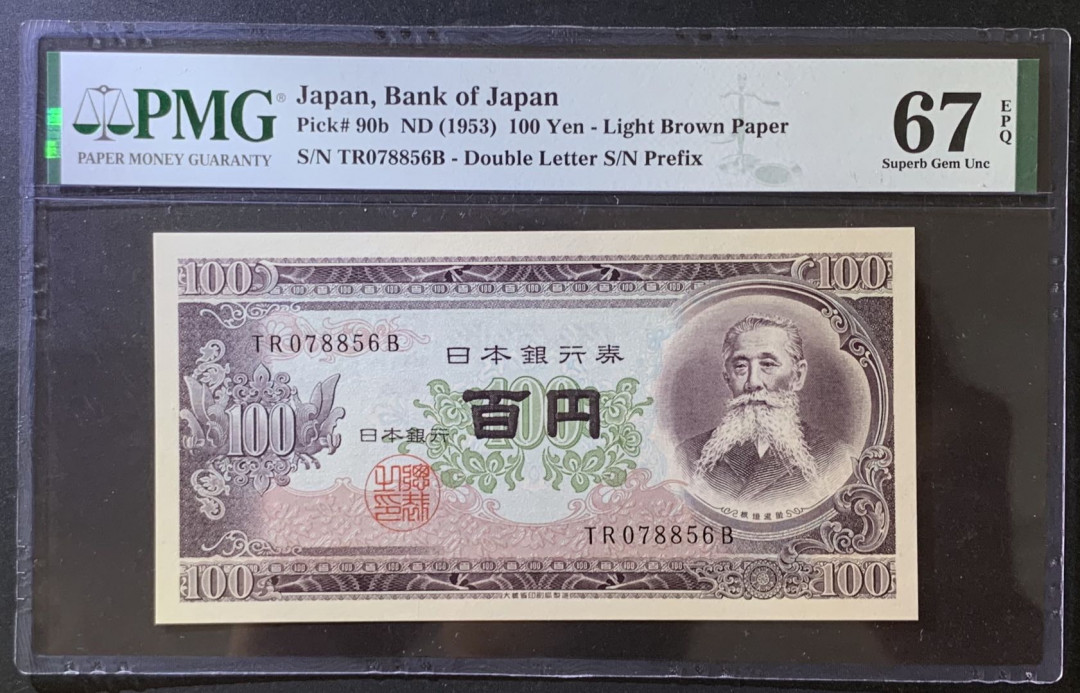 PMG®
PAPER MONEY GUARANTY
Japan, Bank of Japan
Pick# 90b ND (1953) 100 Yen - Light Brown Paper
S/N TR078856B - Double Letter S/N Prefix
67
EPQ
Superb Gem Unc
100
100
TR078856B
日本銀行券
100
百円
100
日本銀行
TR078856B
100
100